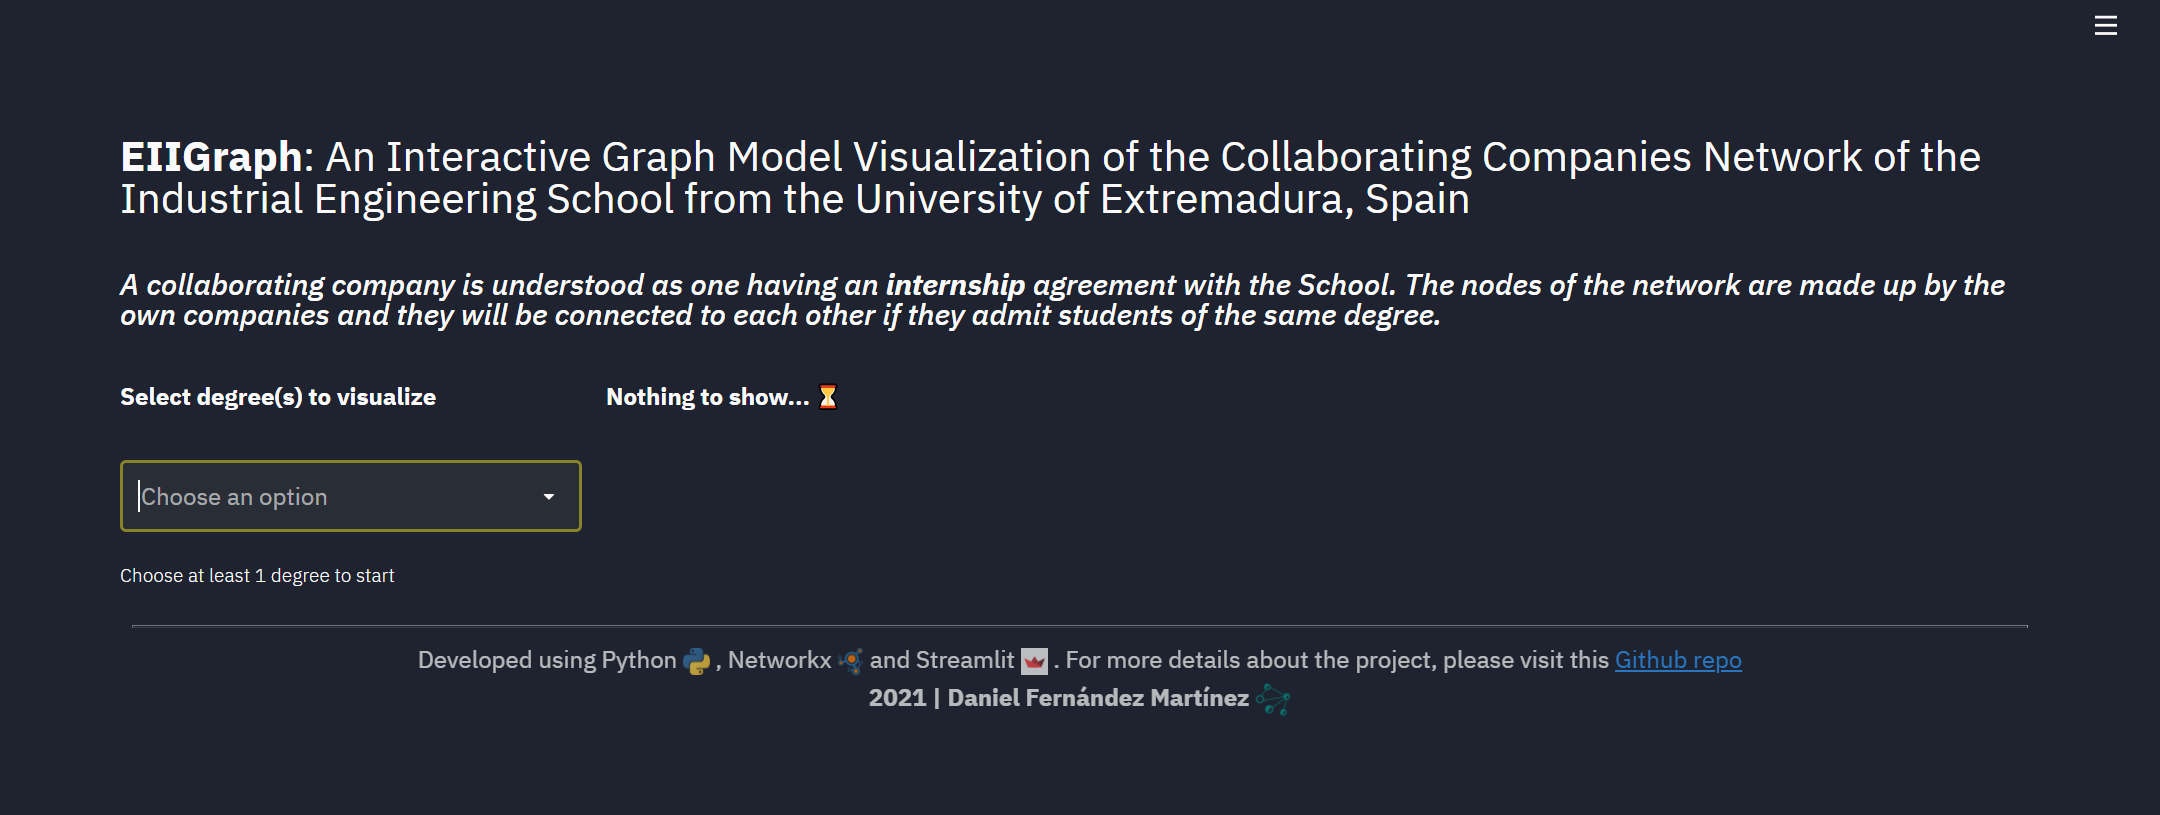 EIIGraph: An Interactive Graph Model Visualization of the Collaborating Companies Network of the
Industrial Engineering School from the University of Extremadura, Spain
A collaborating company is understood as one having an internship agreement with the School. The nodes of the network are made up by the
own companies and they will be connected to each other if they admit students of the same degree.
Select degree(s) to visualize
Nothing to show...
Choose an option
Choose at least 1 degree to start
Developed using Python , Networkx and Streamlit . For more details about the project, please visit this Github repo
2021 | Daniel Fernández Martínez